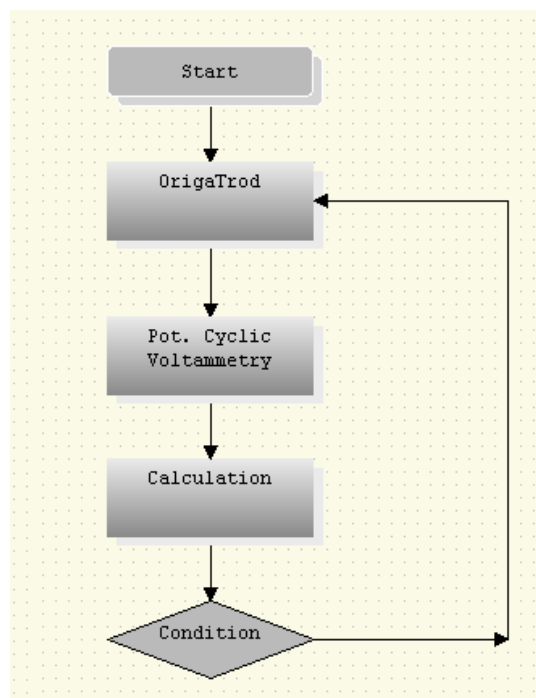 Start
OrigaTrod
Pot. Cyclic
Voltammetry
Calculation
Condition